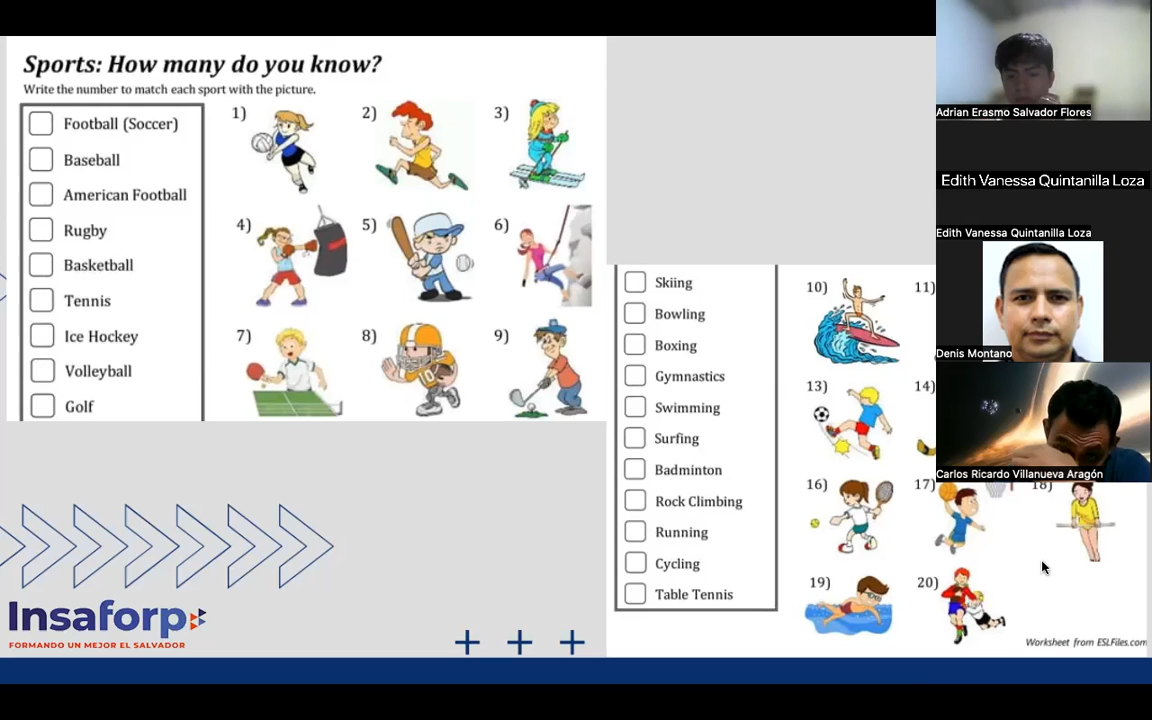 Sports: How many do you know?
Write the number to match each sport with the picture.
Football (Soccer)
Baseball
American Football
Rugby
Basketball
Tennis
Ice Hockey
Volleyball
Golf
1)
2)
3)
4)
5)
6)
7)
8)
10
9)
Skiing
Bowling
Boxing
Gymnastics
Swimming
Surfing
Badminton
Rock Climbing
Running
Cycling
Table Tennis
10)
11)
13)
14)
16)
17)
18)
19)
20)
Worksheet from ESLFiles.com
Insaforp
FORMANDO UN MEJOR EL SALVADOR
Adrian Erasmo Salvador Flores
Edith Vanessa Quintanilla Loza
Edith Vanessa Quintanilla Loza
Denis Montano
Carlos Ricardo Villanueva Aragón